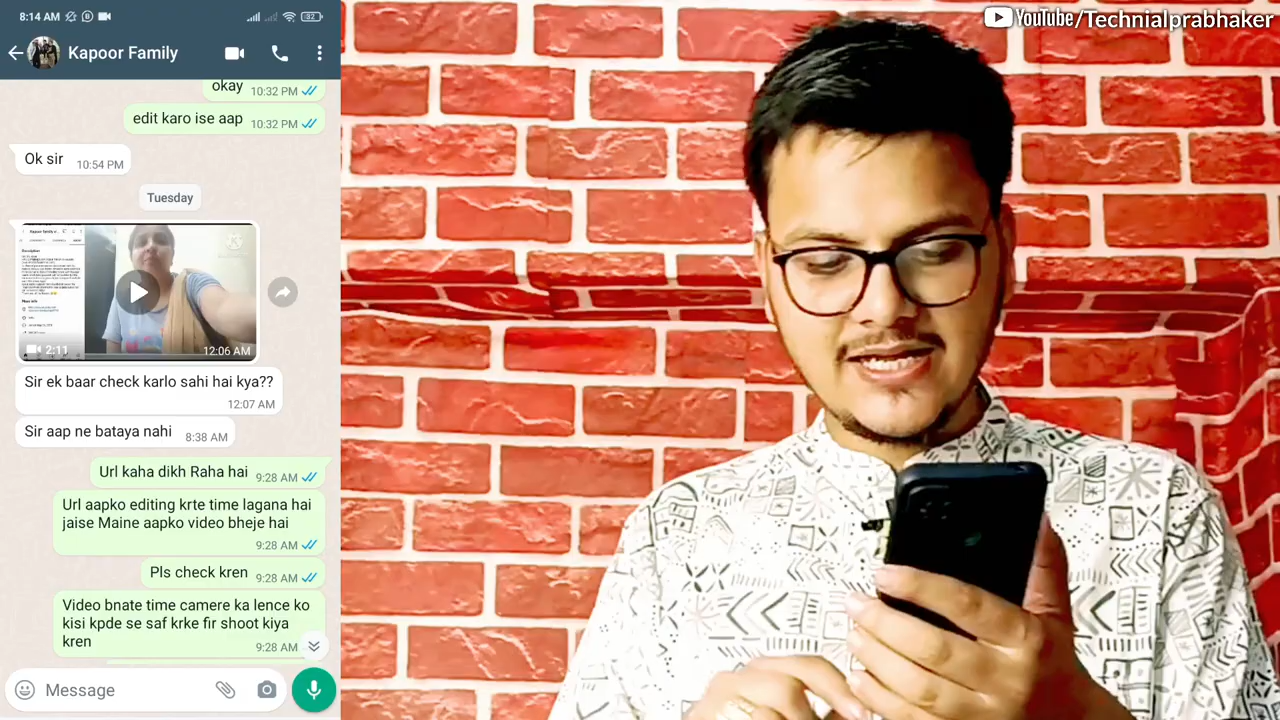 8:14 AM
82
YouTube/Technialprabhaker
Kapoor Family
okay 10:32 PM
edit karo ise aap 10:32 PM
Ok sir 10:54 PM
Tuesday
Description
2:11
12:06 AM
Sir ek baar check karlo sahi hai kya??
12:07 AM
Sir aap ne bataya nahi 8:38 AM
Url kaha dikh Raha hai 9:28 AM
Url aapko editing krte time lagana hai
jaise Maine aapko video bheje hai
9:28 AM
Pls check kren 9:28 AM
Video bnate time camere ka lence ko
kisi kpde se saf krke fir shoot kiya
kren
9:28 AM
Message